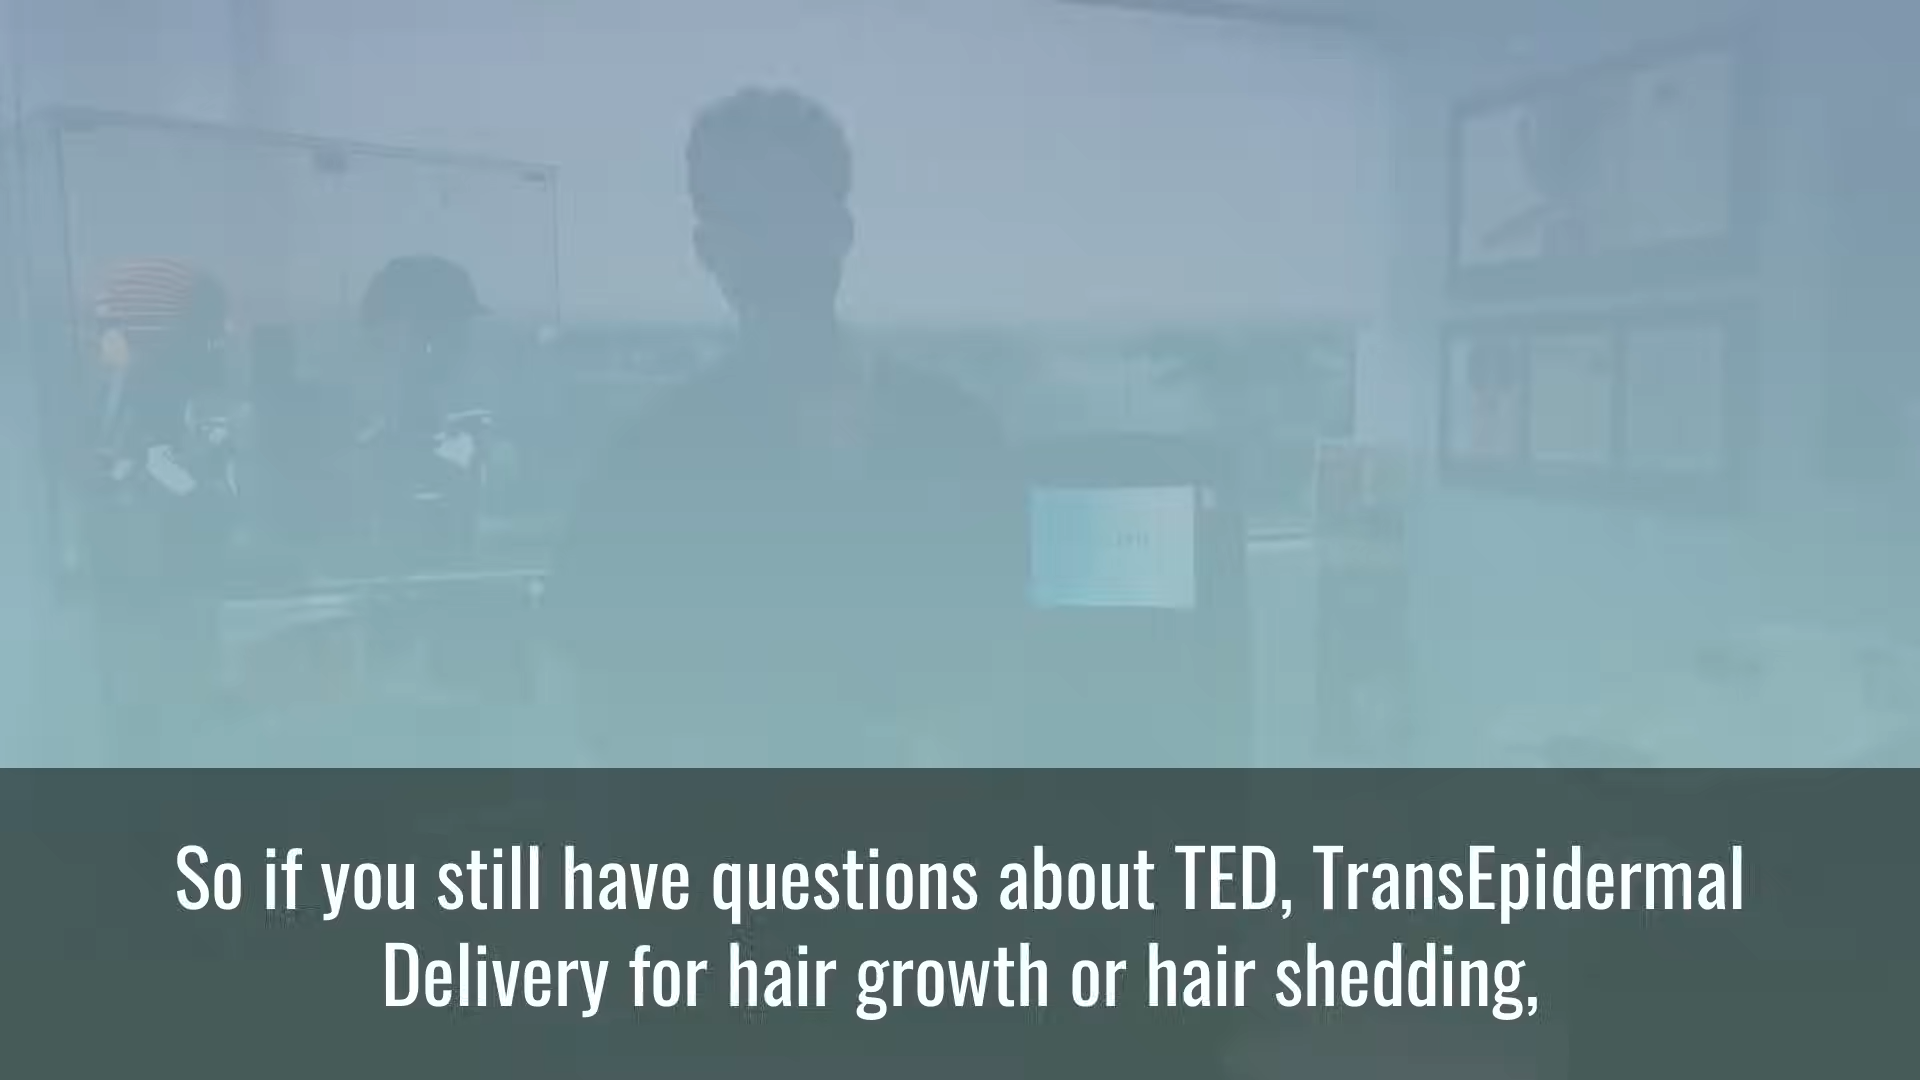 So if you still have questions about TED, TransEpidermal
Delivery for hair growth or hair shedding,